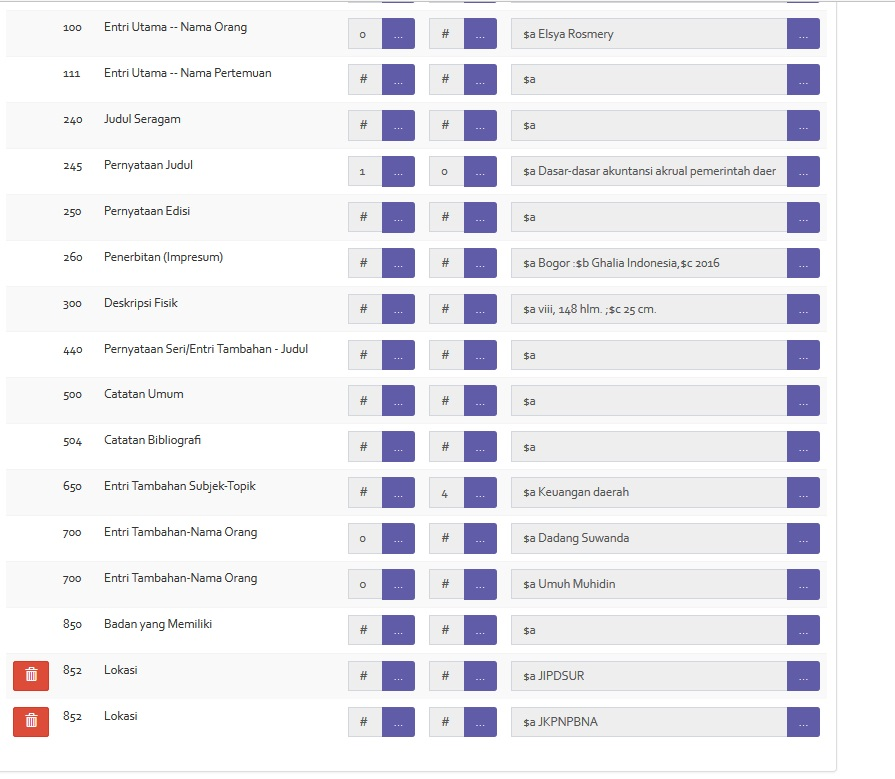 100 Entri Utama -- Nama Orang 0 ... # ... $a Elsya Rosmery ...
111 Entri Utama -- Nama Pertemuan # ... # ... $a ...
240 Judul Seragam # ... # ... $a ...
245 Pernyataan Judul 1 ... 0 ... $a Dasar-dasar akuntansi akrual pemerintah daer ...
250 Pernyataan Edisi # ... # ... $a ...
260 Penerbitan (Impresum) # ... # ... $a Bogor :$b Ghalia Indonesia,$c 2016 ...
300 Deskripsi Fisik # ... # ... $a viii, 148 hlm. ;$c 25 cm. ...
440 Pernyataan Seri/Entri Tambahan - Judul # ... # ... $a ...
500 Catatan Umum # ... # ... $a ...
504 Catatan Bibliografi # ... # ... $a ...
650 Entri Tambahan Subjek-Topik # ... 4 ... $a Keuangan daerah ...
700 Entri Tambahan-Nama Orang 0 ... # ... $a Dadang Suwanda ...
700 Entri Tambahan-Nama Orang 0 ... # ... $a Umuh Muhidin ...
850 Badan yang Memiliki # ... # ... $a ...
852 Lokasi # ... # ... $a JIPDSUR ...
852 Lokasi # ... # ... $a JKPNPBNA ...